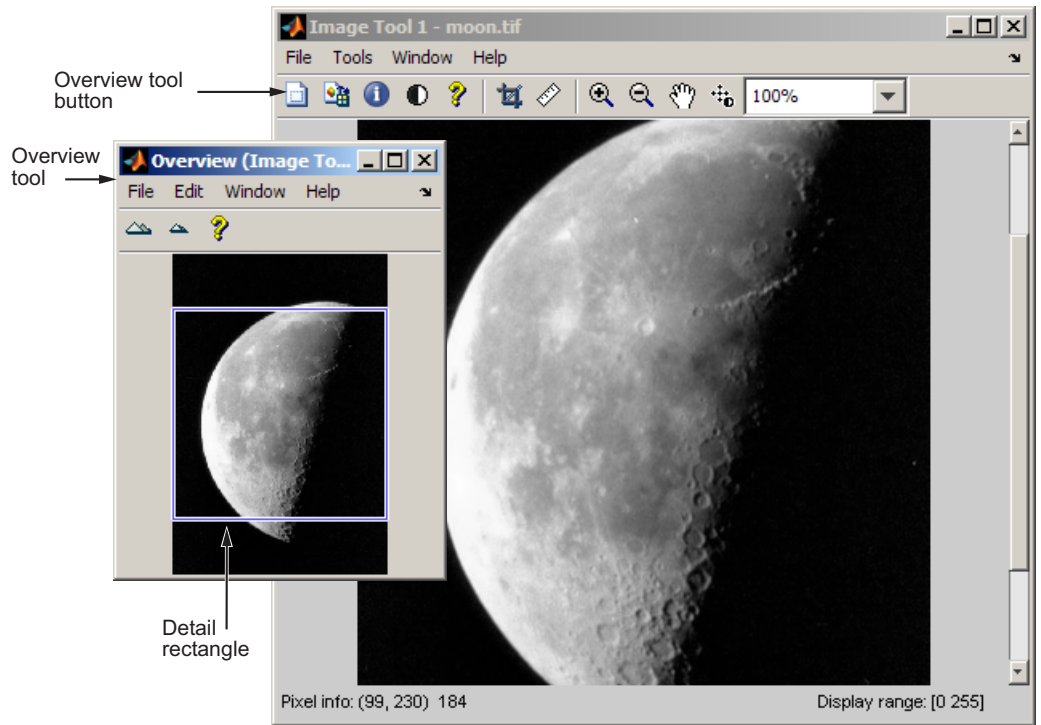 Image Tool 1 - moon.tif
File Tools Window Help
Overview tool
button
100%
Overview
tool
Overview (Image To...
File Edit Window Help
Detail
rectangle
Pixel info: (99, 230) 184
Display range: [0 255]